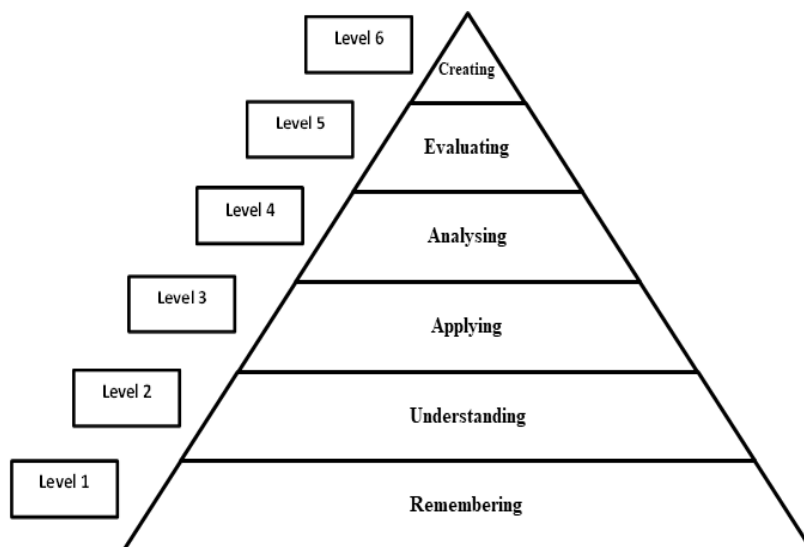 Level 6
Creating
Level 5
Evaluating
Level 4
Analysing
Level 3
Applying
Level 2
Understanding
Level 1
Remembering